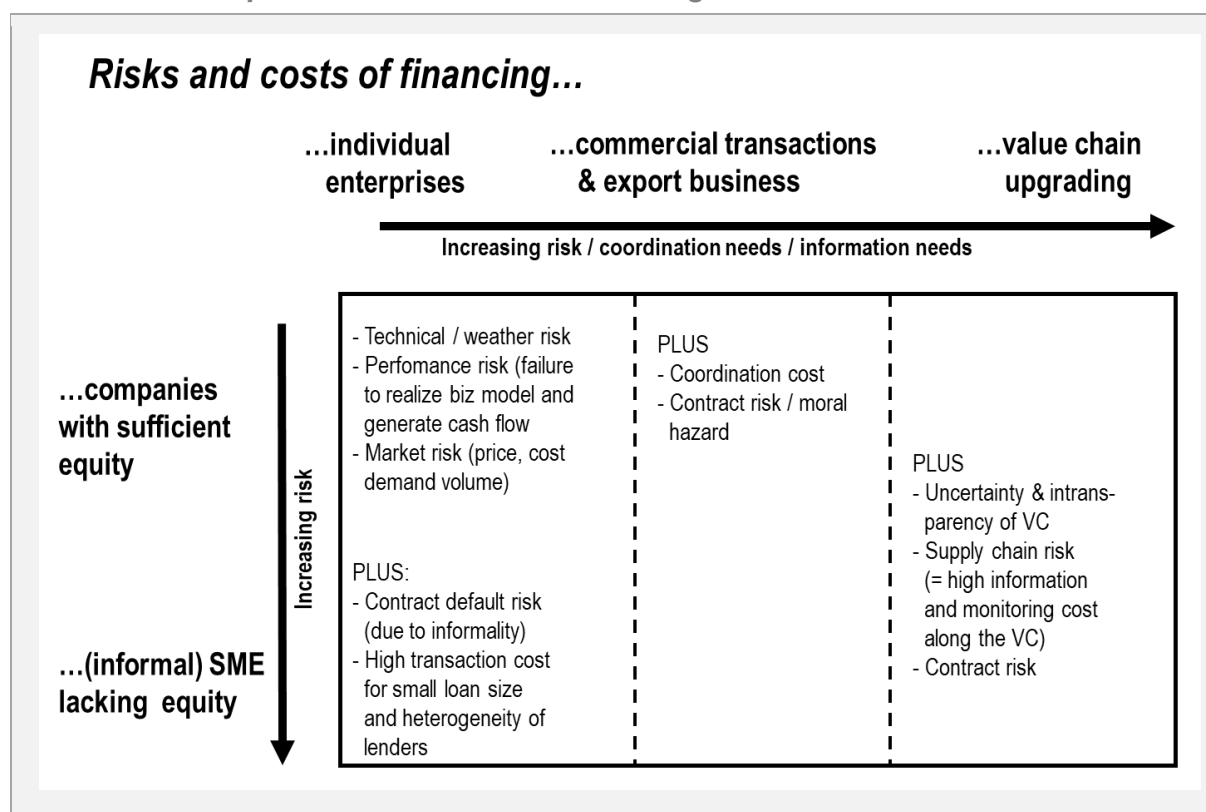 Risks and costs of financing…
…individual
enterprises
…commercial transactions
& export business
…value chain
upgrading
Increasing risk / coordination needs / information needs
…companies
with sufficient
equity
…(informal) SME
lacking equity
Increasing risk
- Technical / weather risk
- Perfomance risk (failure
to realize biz model and
generate cash flow
- Market risk (price, cost
demand volume)
PLUS:
- Contract default risk
(due to informality)
- High transaction cost
for small loan size
and heterogeneity of
lenders
PLUS
- Coordination cost
- Contract risk / moral
hazard
PLUS
- Uncertainty & intrans-
parency of VC
- Supply chain risk
(= high information
and monitoring cost
along the VC)
- Contract risk